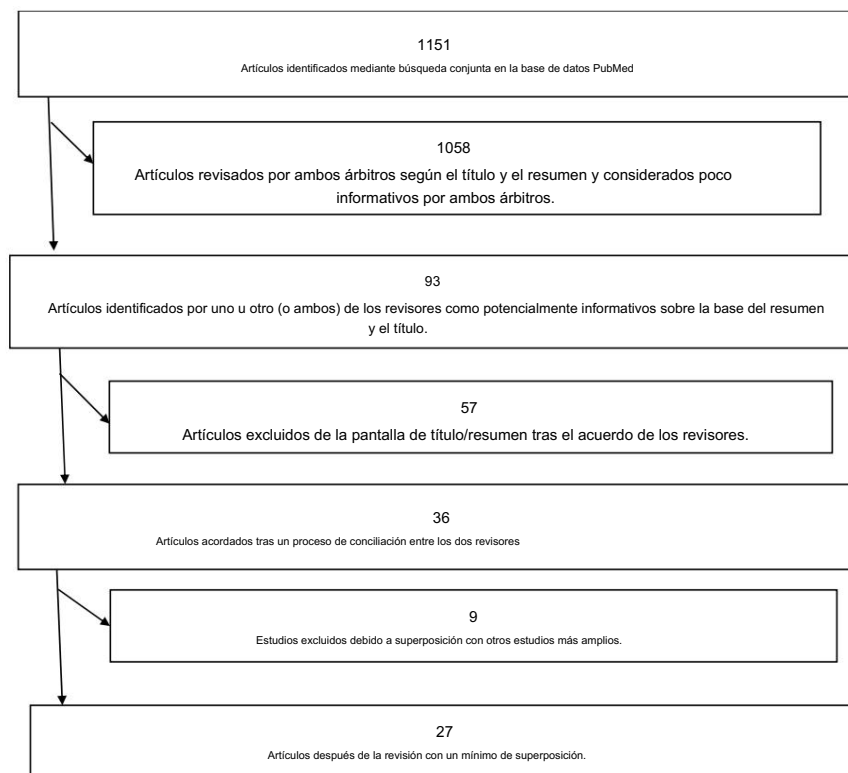 1151
Artículos identificados mediante búsqueda conjunta en la base de datos PubMed
1058
Artículos revisados por ambos árbitros según el título y el resumen y considerados poco
informativos por ambos árbitros.
93
Artículos identificados por uno u otro (o ambos) de los revisores como potencialmente informativos sobre la base del resumen
y el título.
57
Artículos excluidos de la pantalla de título/resumen tras el acuerdo de los revisores.
36
Artículos acordados tras un proceso de conciliación entre los dos revisores
9
Estudios excluidos debido a superposición con otros estudios más amplios.
27
Artículos después de la revisión con un mínimo de superposición.